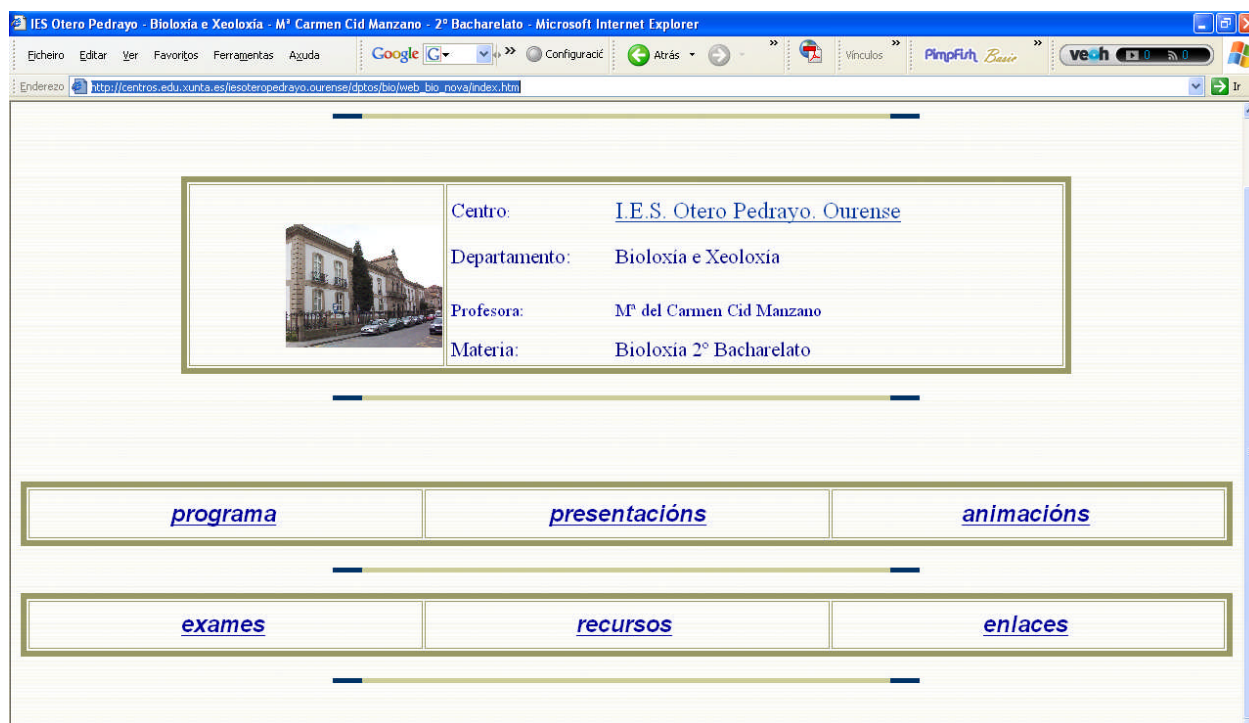 IES Otero Pedrayo - Bioloxía e Xeoloxía - Mª Carmen Cid Manzano - 2º Bacharelato - Microsoft Internet Explorer
Ficheiro Editar Ver Favoritos Ferramentas Axuda Google G Configuració Atrás Vínculos PimpFish Basic veoh 0 0
Enderezo http://centros.edu.xunta.es/iesoteropedrayo.ourense/dptos/bio/web_bio_nova/index.htm Ir
Centro: I.E.S. Otero Pedrayo. Ourense
Departamento: Bioloxía e Xeoloxía
Profesora: Mª del Carmen Cid Manzano
Materia: Bioloxía 2º Bacharelato
programa presentacións animacións
exames recursos enlaces